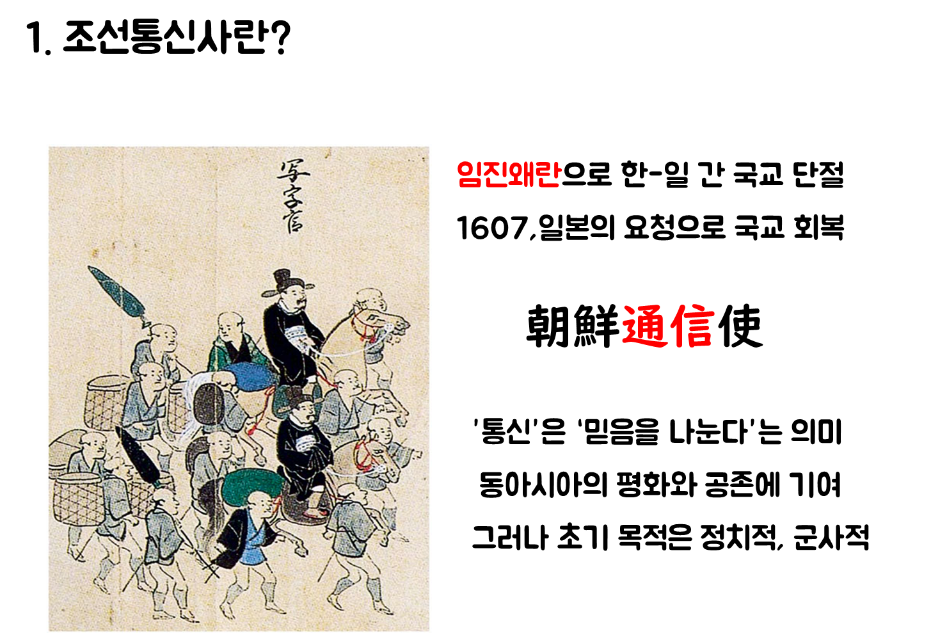 1. 조선통신사란?
写字官
임진왜란으로 한-일 간 국교 단절
1607,일본의 요청으로 국교 회복
朝鮮通信使
'통신'은 '믿음을 나눈다'는 의미
동아시아의 평화와 공존에 기여
그러나 초기 목적은 정치적, 군사적